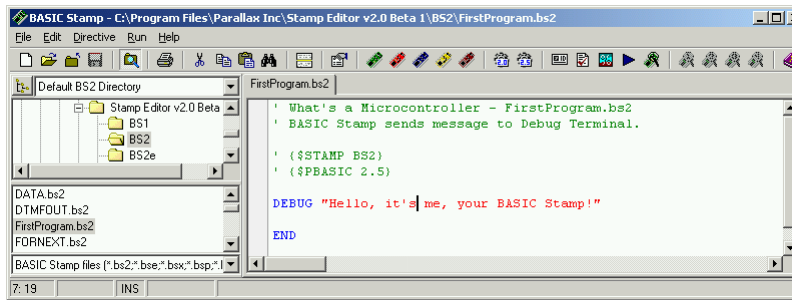 BASIC Stamp - C:\Program Files\Parallax Inc\Stamp Editor v2.0 Beta 1\BS2\FirstProgram.bs2
File Edit Directive Run Help
Default BS2 Directory
Stamp Editor v2.0 Beta
BS1
BS2
BS2e
DATA.bs2
DTMFOUT.bs2
FirstProgram.bs2
FORNEXT.bs2
BASIC Stamp files (*.bs2;*.bse;*.bsx;*.bsp;*.l
FirstProgram.bs2
' What's a Microcontroller - FirstProgram.bs2
' BASIC Stamp sends message to Debug Terminal.
' {$STAMP BS2}
' {$PBASIC 2.5}
DEBUG "Hello, it's me, your BASIC Stamp!"
END
7: 19
INS